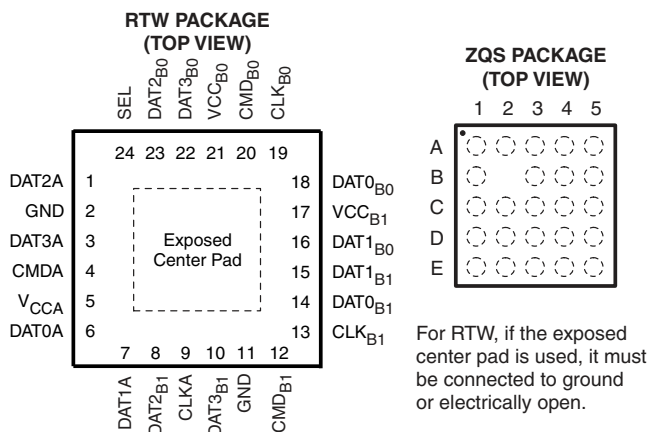 RTW PACKAGE
(TOP VIEW)
SEL
DAT2B0
DAT3B0
VCCB0
CMDB0
CLKB0
24 23 22 21 20 19
DAT2A 1
GND 2
DAT3A 3
CMDA 4
VCCA 5
DAT0A 6
Exposed
Center Pad
18 DAT0B0
17 VCCB1
16 DAT1B0
15 DAT1B1
14 DAT0B1
13 CLKB1
7 8 9 10 11 12
DAT1A
DAT2B1
CLKA
DAT3B1
GND
CMDB1
ZQS PACKAGE
(TOP VIEW)
1 2 3 4 5
A
B
C
D
E
For RTW, if the exposed
center pad is used, it must
be connected to ground
or electrically open.